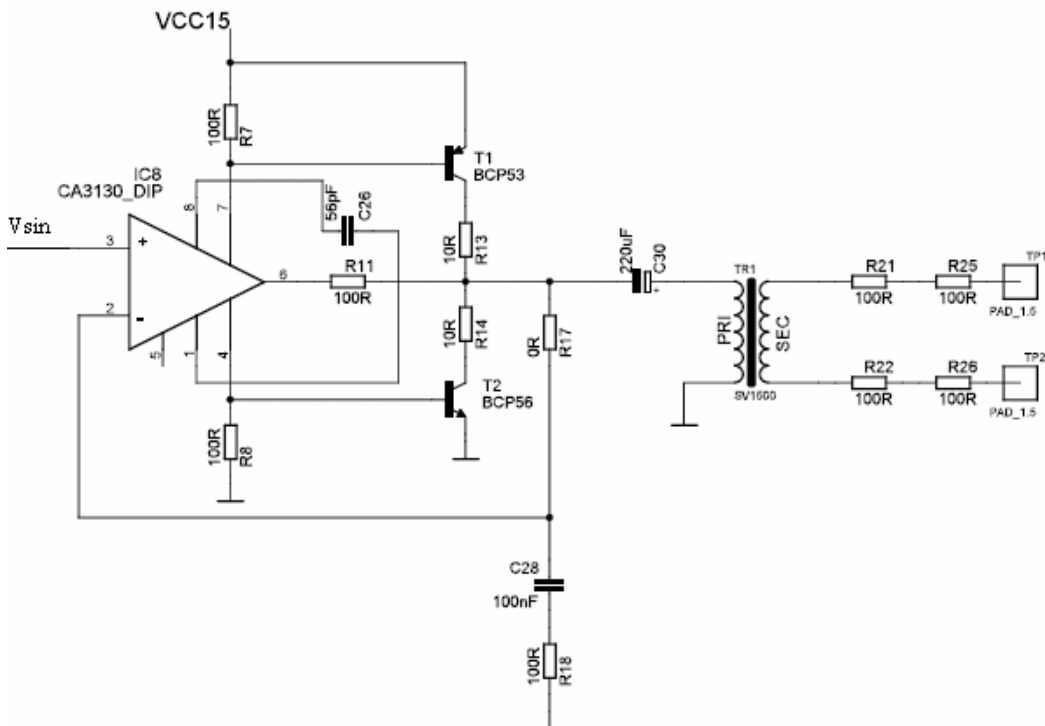 VCC15
100R
R7
T1
BCP53
IC8
CA3130_DIP
8
7
56pF
C26
Vsin
3
+
10R
R13
220uF
C30
+
TR1
R21
100R
R25
100R
TP1
PAD_1.5
6
R11
100R
2
-
5
1
4
10R
R14
0R
R17
PRI
SEC
SV1600
R22
100R
R26
100R
TP2
PAD_1.5
T2
BCP56
100R
R8
C28
100nF
100R
R18